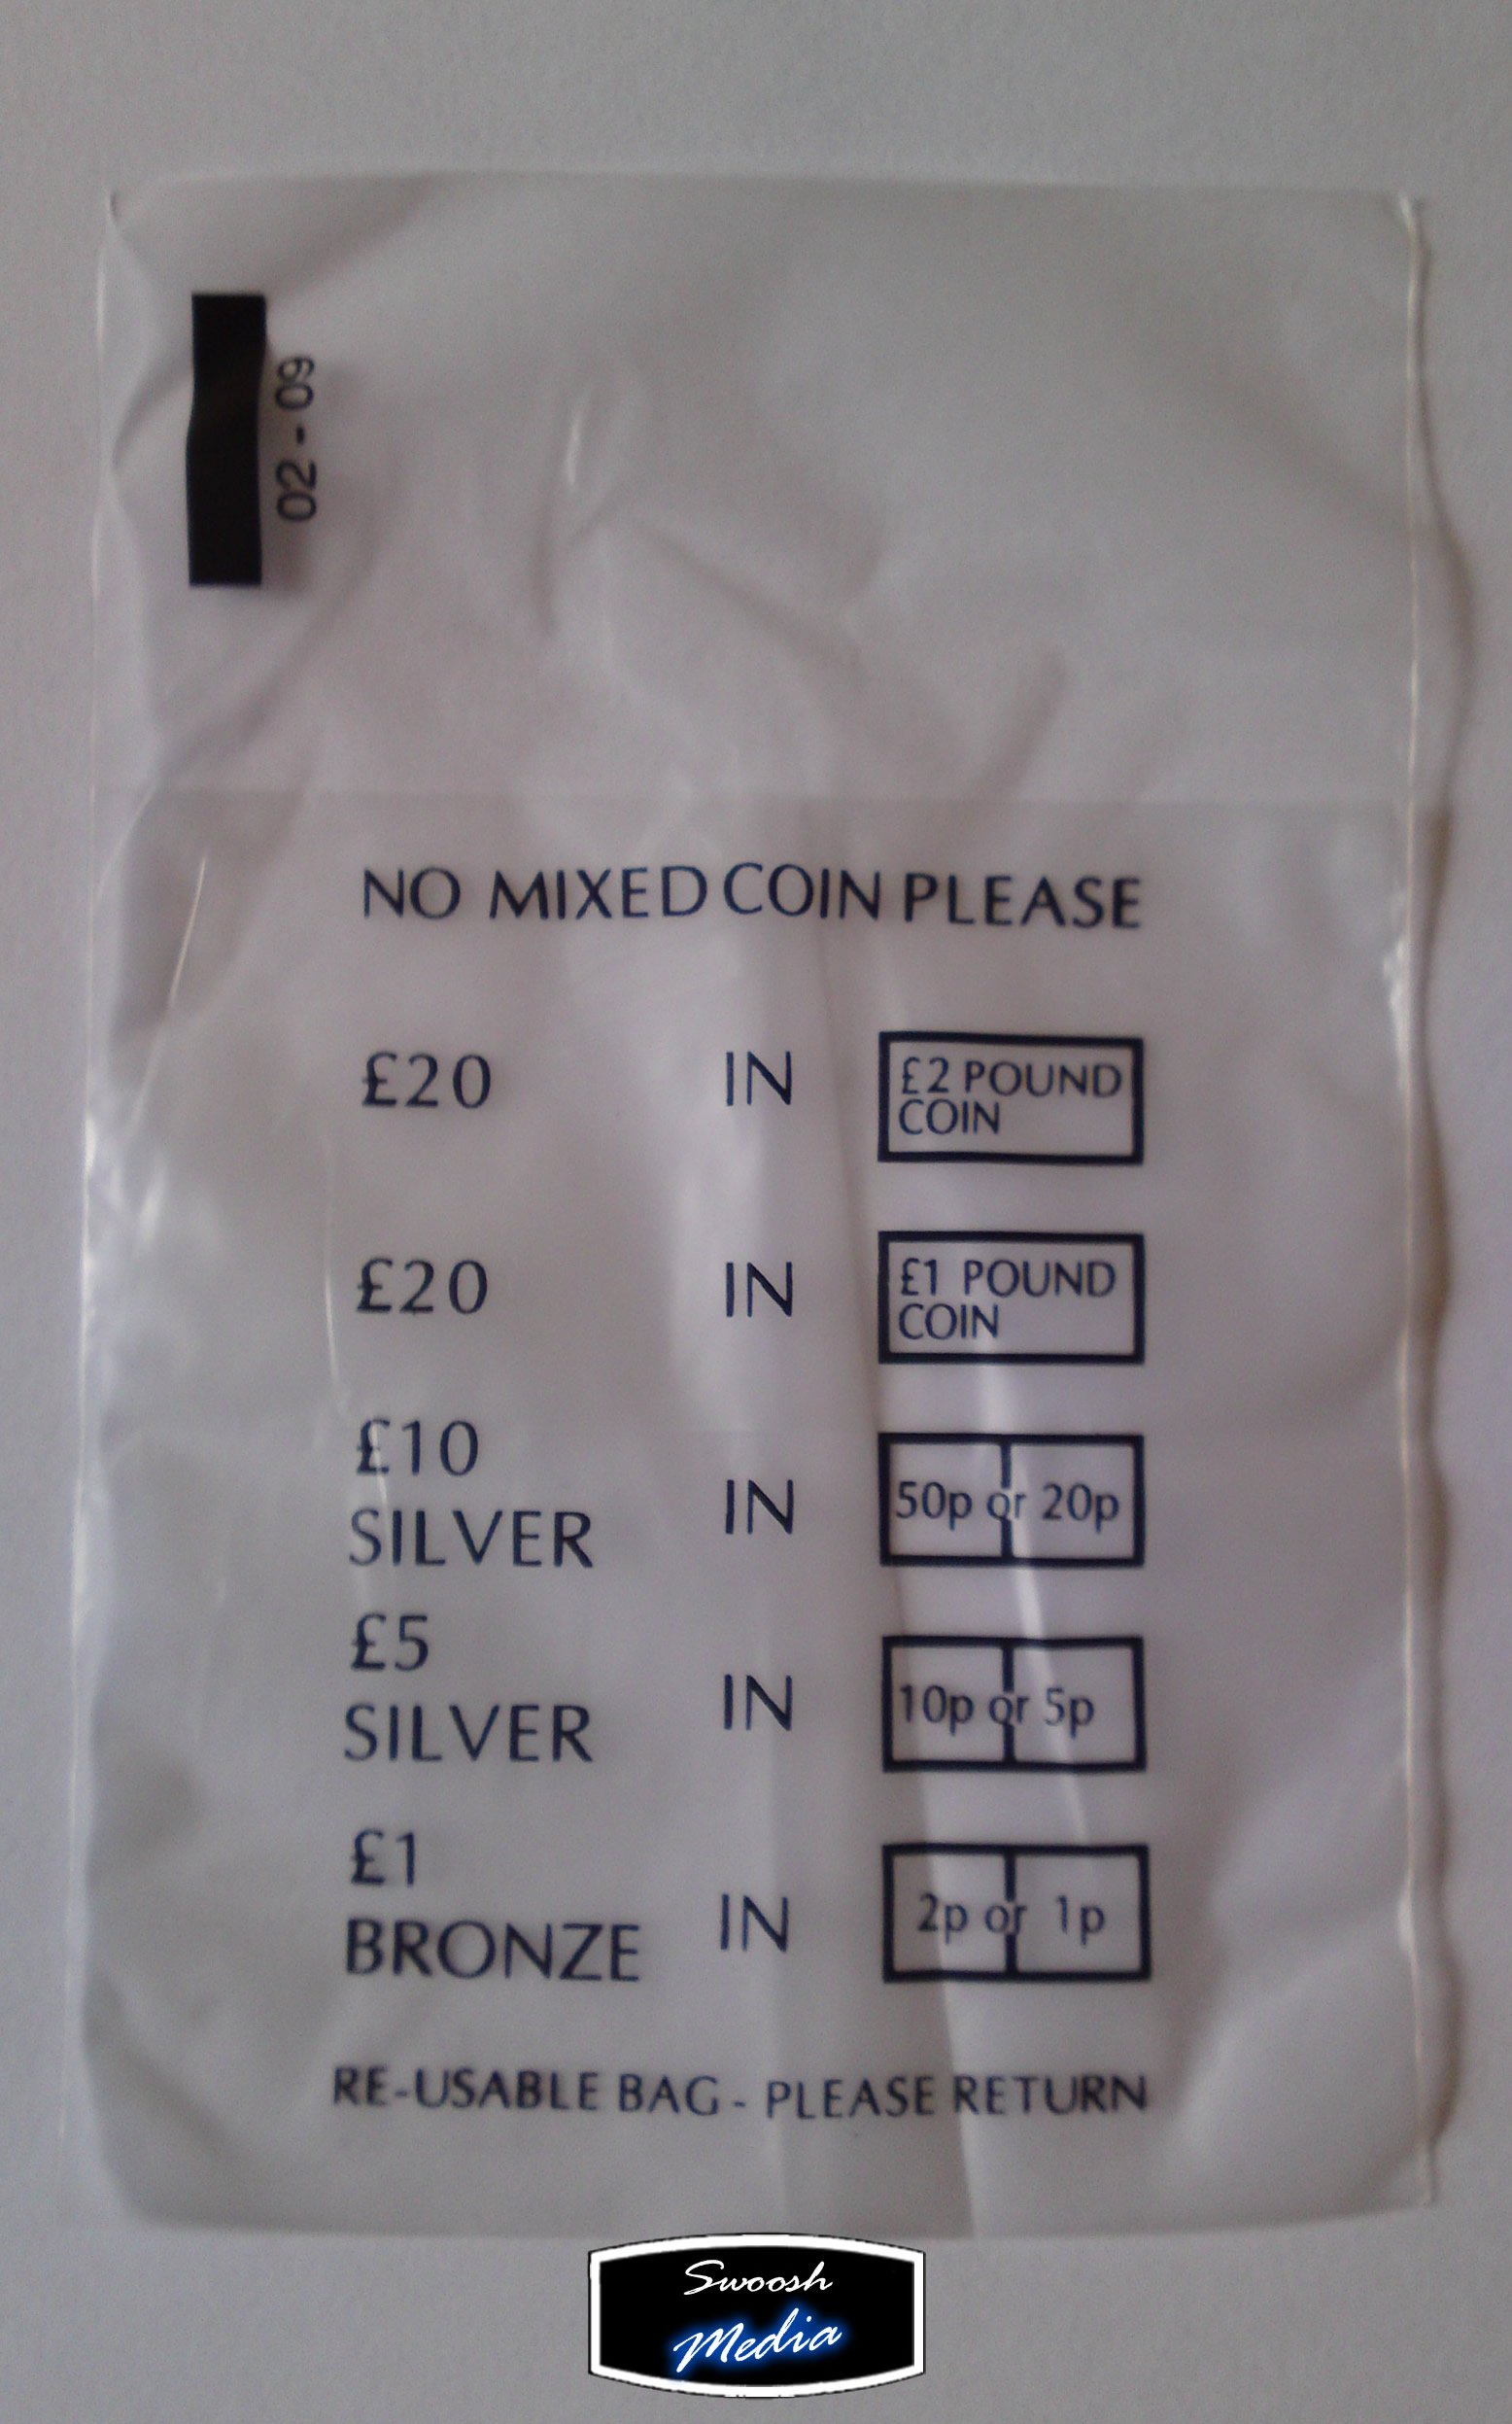 02-09
NO MIXED COIN PLEASE
£20 IN £2 POUND
COIN
£20 IN £1 POUND
COIN
£10
SILVER IN 50p or 20p
£5
SILVER IN 10p or 5p
£1
BRONZE IN 2p or 1p
RE-USABLE BAG - PLEASE RETURN
Swoosh
Media